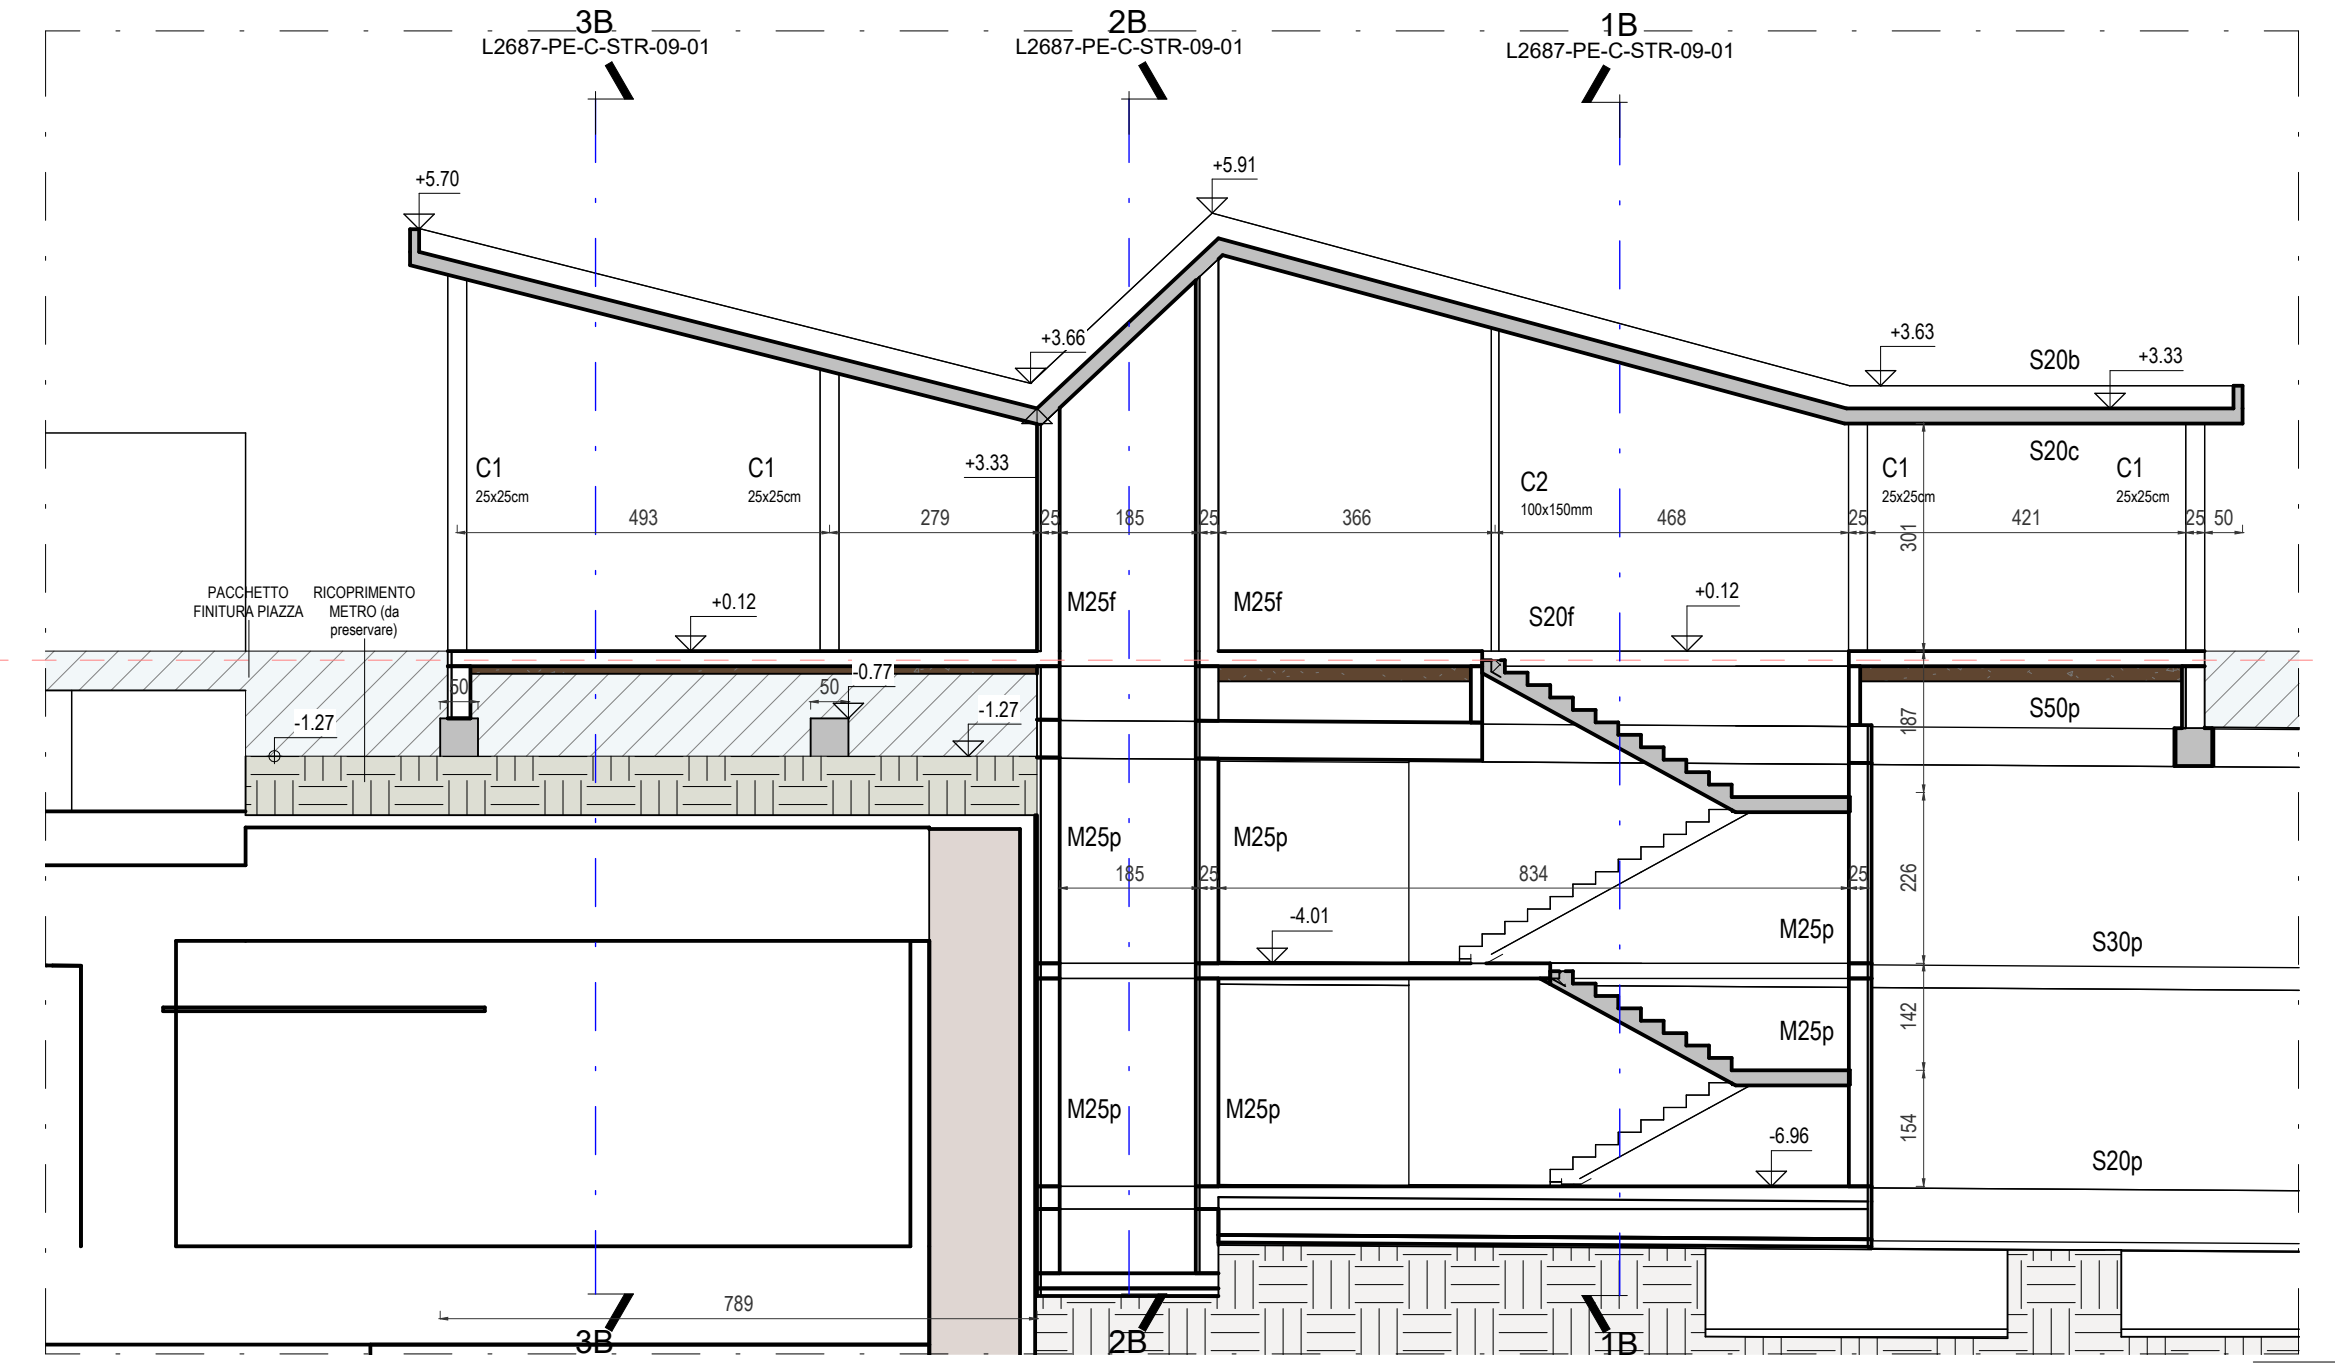 3B
L2687-PE-C-STR-09-01
2B
L2687-PE-C-STR-09-01
1B
L2687-PE-C-STR-09-01
+5.70
+5.91
+3.66
+3.63
S20b
+3.33
C1
25x25cm
C1
25x25cm
+3.33
C2
100x150mm
C1
25x25cm
S20c
C1
25x25cm
493
279
25
185
25
366
468
25
421
25
50
301
PACCHETTO
FINITURA PIAZZA
RICOPRIMENTO
METRO (da
preservare)
+0.12
M25f
M25f
S20f
+0.12
50
50
-0.77
-1.27
-1.27
187
S50p
M25p
M25p
185
25
834
25
226
-4.01
M25p
S30p
142
M25p
M25p
M25p
154
-6.96
S20p
789
3B
2B
1B